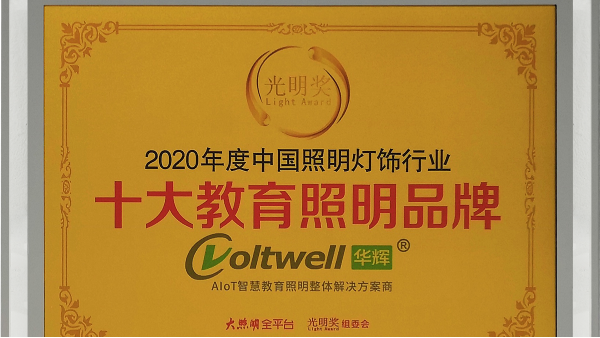 光明奖
Light Award
2020年度中国照明灯饰行业
十大教育照明品牌
Voltwell 华辉 ®
AIoT智慧教育照明整体解决方案商
大照明全平台 光明奖组委会
Light Award